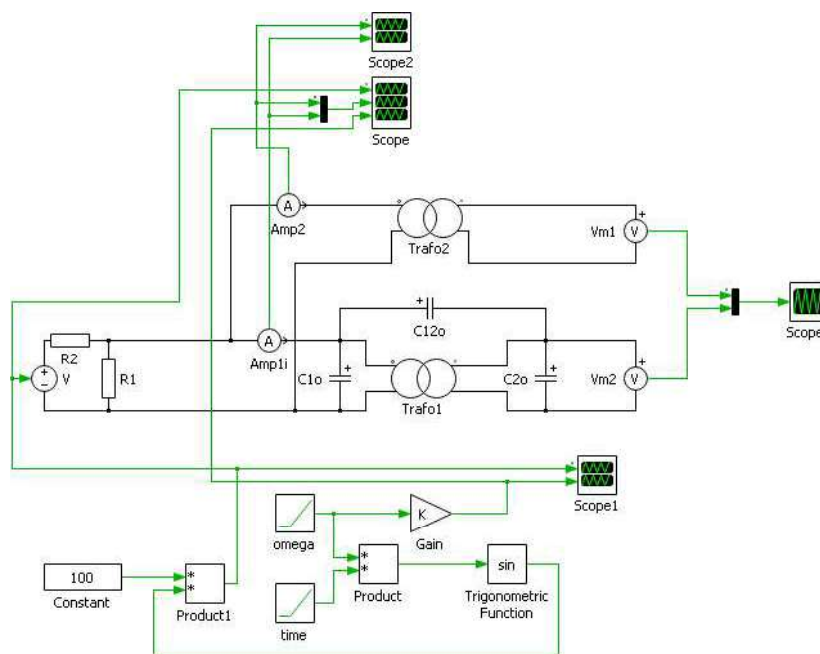 Scope2
Scope
A
Amp2
Trafo2
Vm1
V
C12o
Scope
R2
V
R1
A
Amp1i
C1o
Trafo1
C2o
Vm2
V
Scope1
omega
K
Gain
100
Constant
Product1
time
Product
sin
Trigonometric
Function